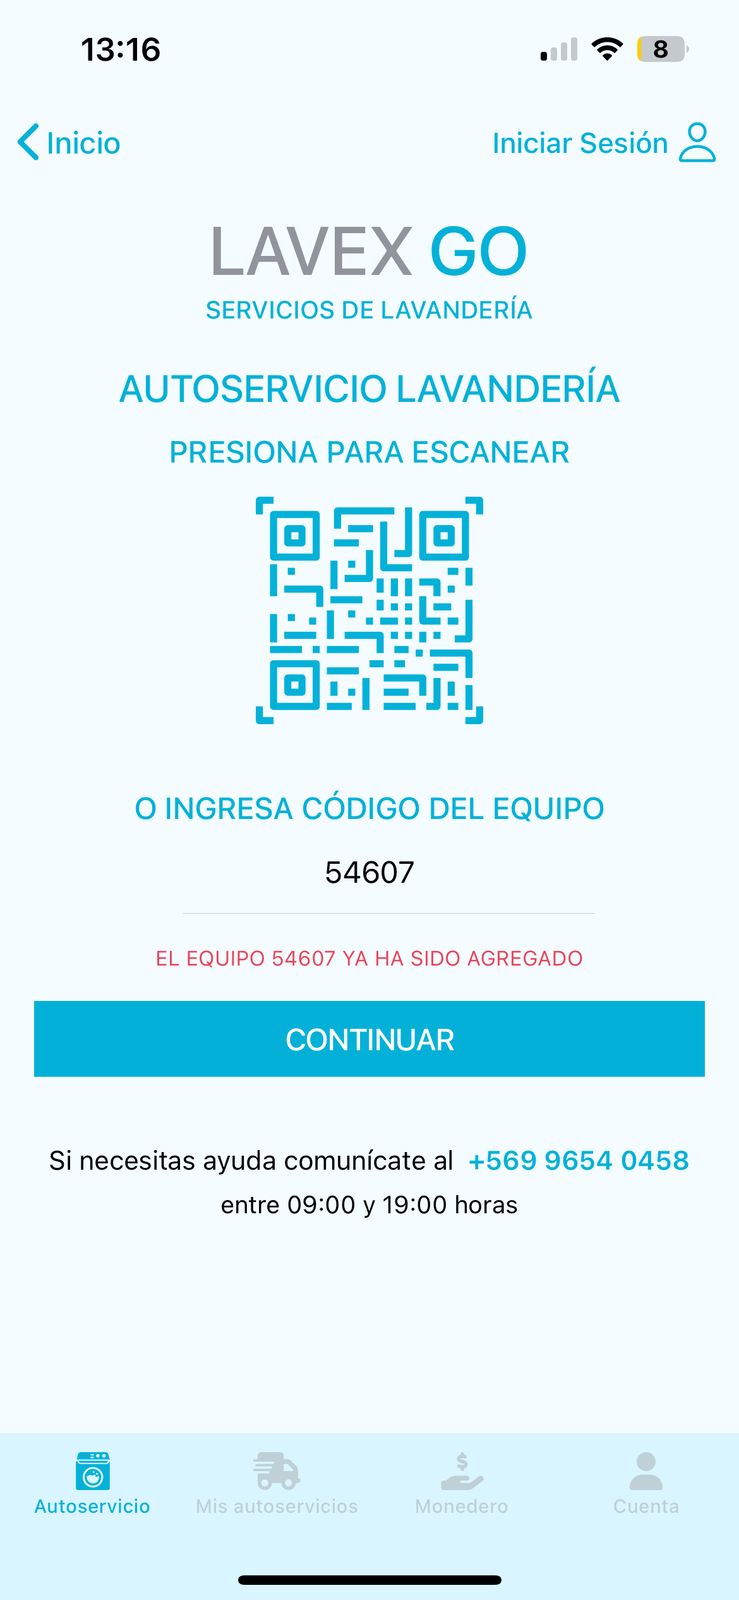 13:16
8
Inicio
Iniciar Sesión
LAVEX GO
SERVICIOS DE LAVANDERÍA
AUTOSERVICIO LAVANDERÍA
PRESIONA PARA ESCANEAR
O INGRESA CÓDIGO DEL EQUIPO
54607
EL EQUIPO 54607 YA HA SIDO AGREGADO
CONTINUAR
Si necesitas ayuda comunícate al +569 9654 0458
entre 09:00 y 19:00 horas
Autoservicio
Mis autoservicios
Monedero
Cuenta